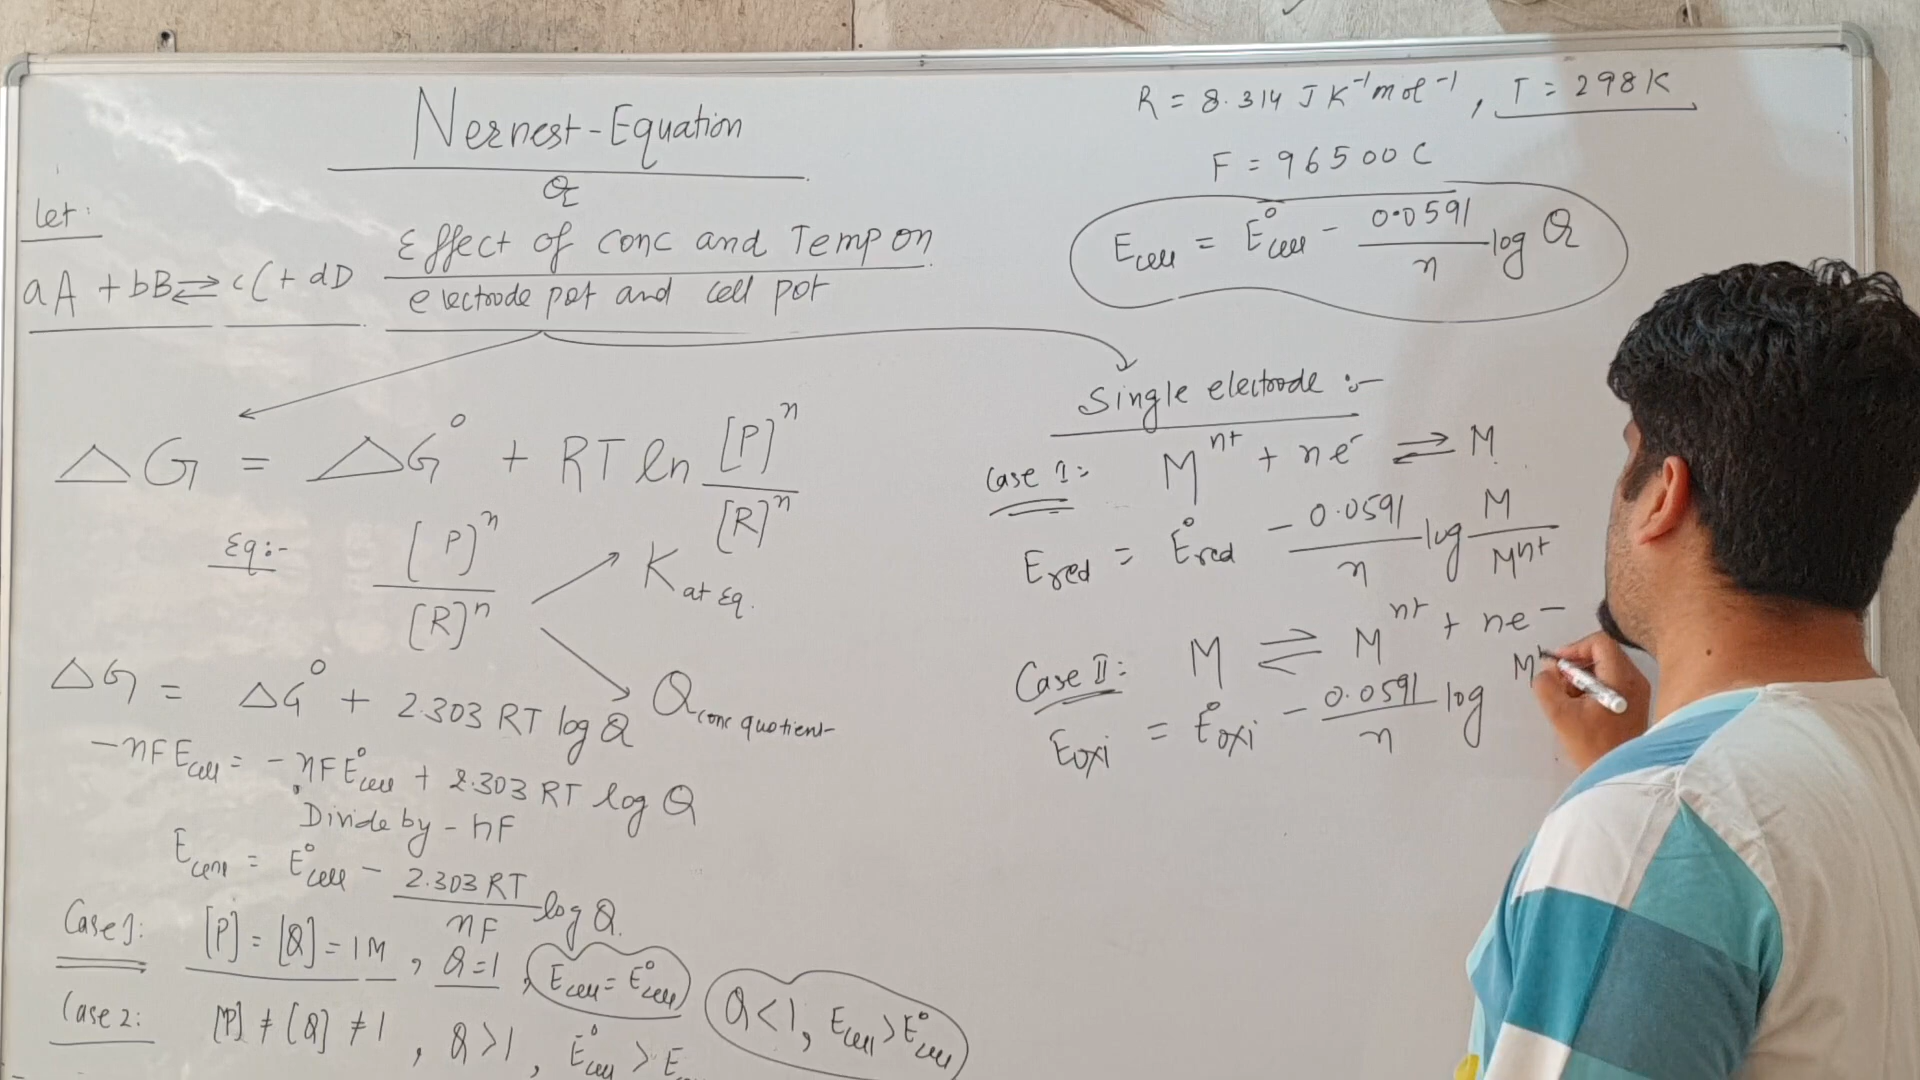 Nernest-Equation
Or
Effect of conc and Temp on
electrode pot and cell pot
let:
aA + bB ⇌ cC + dD
ΔG = ΔG° + RT ln [P]ⁿ / [R]ⁿ
Eq:- [P]ⁿ / [R]ⁿ
K at Eq.
Q conc quotient
ΔG = ΔG° + 2.303 RT log Q
-nFEcell = -nFE°cell + 2.303 RT log Q
Divide by -nF
Ecell = E°cell - 2.303 RT / nF log Q.
Case 1: [P] = [Q] = 1M, Q=1, Ecell = E°cell
Case 2: [P] ≠ [Q] ≠ 1, Q>1, E°cell > E
Q<1, Ecell > E°cell
R = 8.314 J K⁻¹ mol⁻¹, T = 298K
F = 96500 C
Ecell = E°cell - 0.0591 / n log Q
Single electrode :-
Case I: Mⁿ⁺ + ne⁻ ⇌ M
Ered = E°red - 0.0591 / n log M / Mⁿ⁺
Case II: M ⇌ Mⁿ⁺ + ne⁻
Eoxi = E°oxi - 0.0591 / n log M